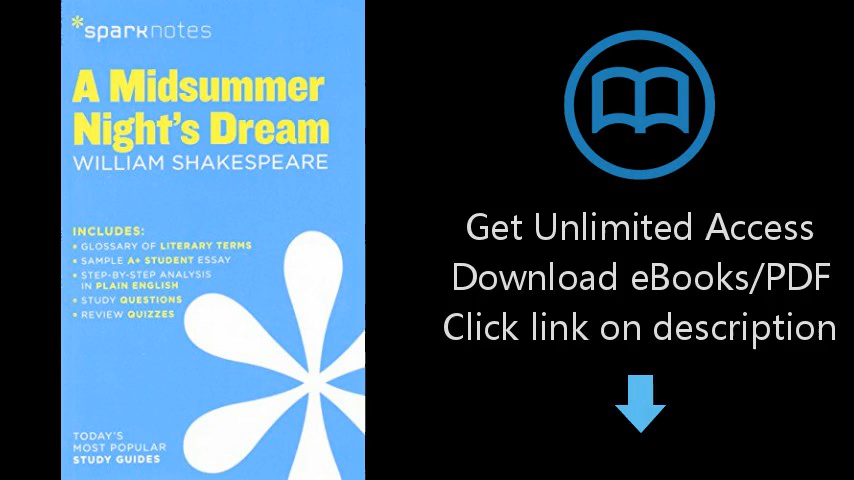 *sparknotes
A Midsummer
Night's Dream
WILLIAM SHAKESPEARE
INCLUDES:
• GLOSSARY OF LITERARY TERMS
• SAMPLE A+ STUDENT ESSAY
• STEP-BY-STEP ANALYSIS
IN PLAIN ENGLISH
• STUDY QUESTIONS
• REVIEW QUIZZES
TODAY'S
MOST POPULAR
STUDY GUIDES
Get Unlimited Access
Download eBooks/PDF
Click link on description